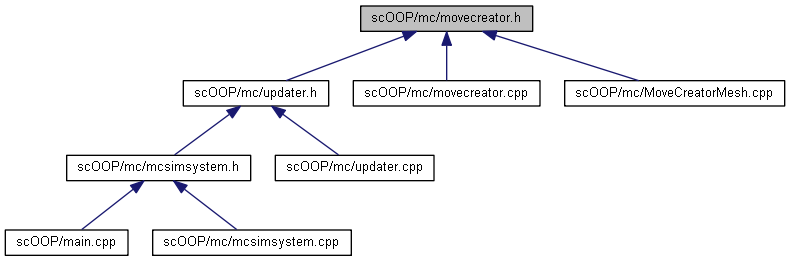 scOOP/mc/movecreator.h
scOOP/mc/updater.h
scOOP/mc/movecreator.cpp
scOOP/mc/MoveCreatorMesh.cpp
scOOP/mc/mcsimsystem.h
scOOP/mc/updater.cpp
scOOP/main.cpp
scOOP/mc/mcsimsystem.cpp